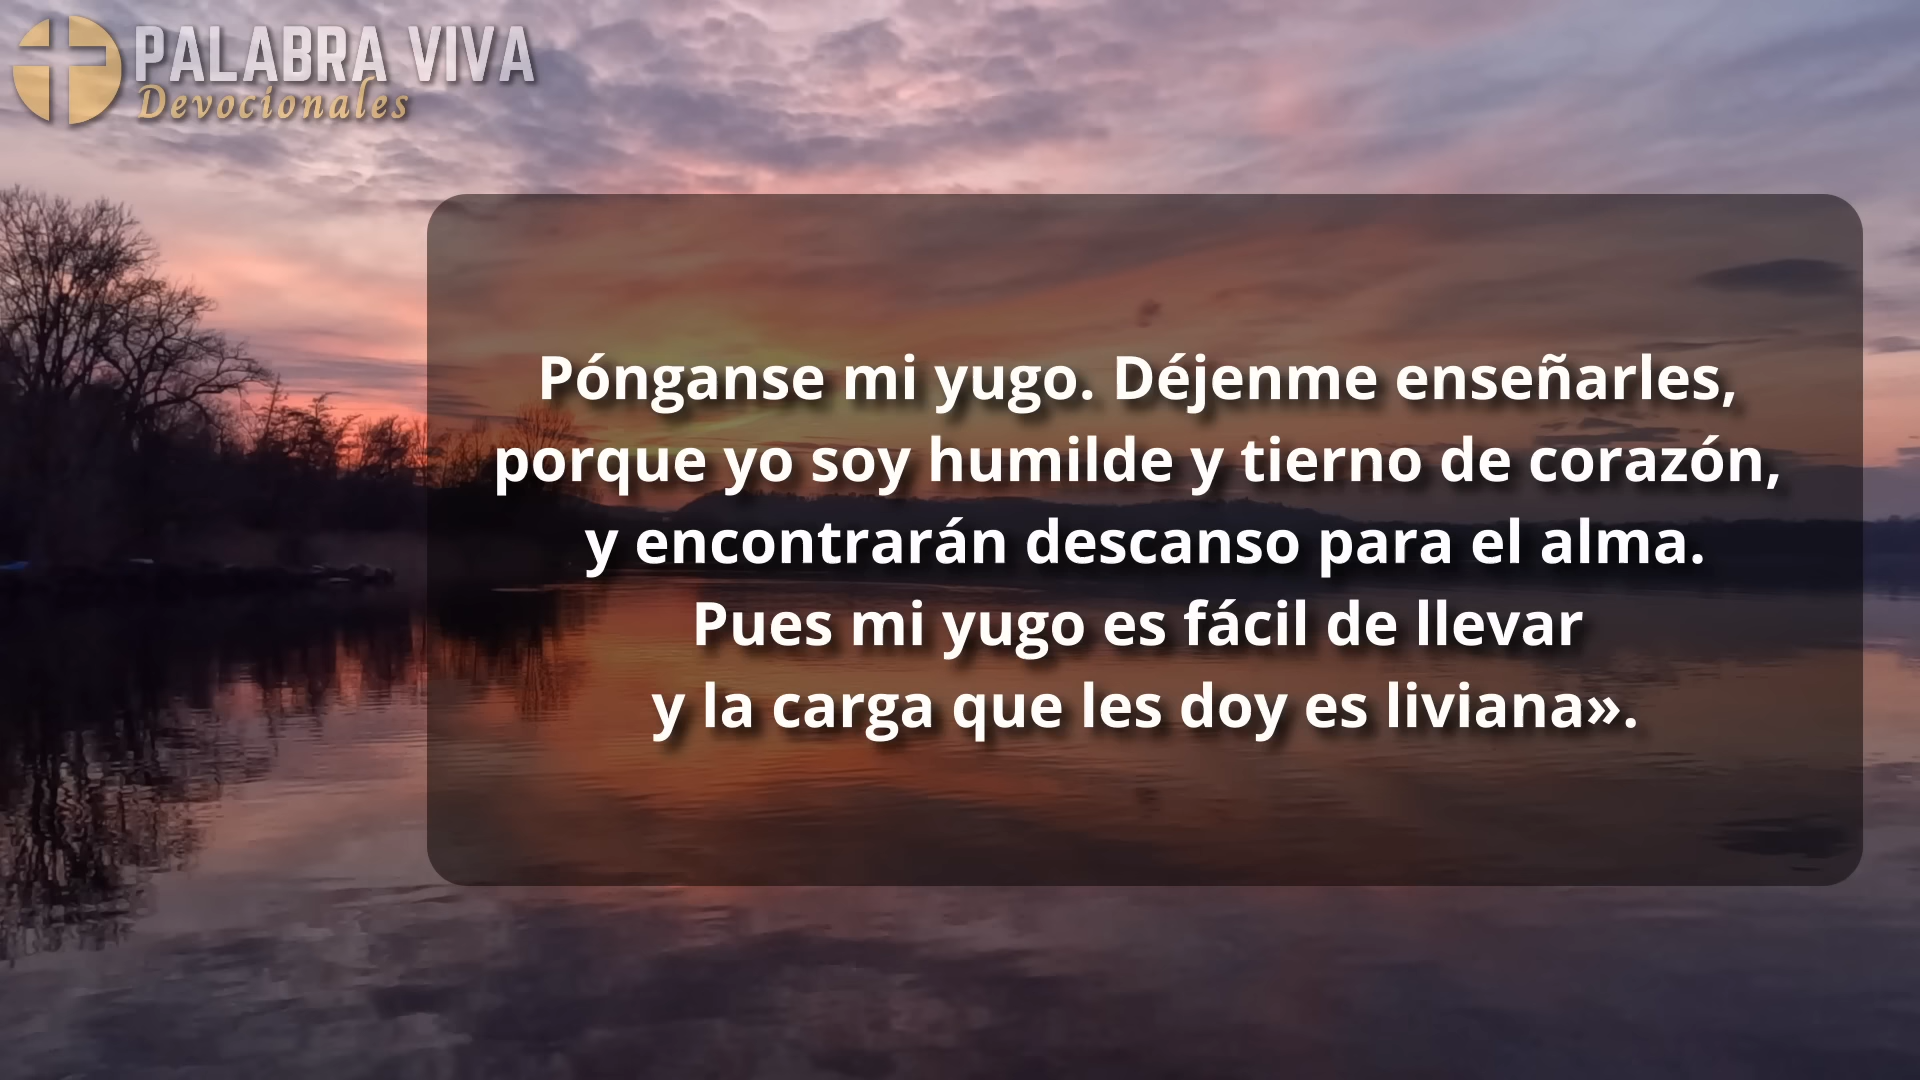 PALABRA VIVA
Devocionales
Pónganse mi yugo. Déjenme enseñarles,
porque yo soy humilde y tierno de corazón,
y encontrarán descanso para el alma.
Pues mi yugo es fácil de llevar
y la carga que les doy es liviana».